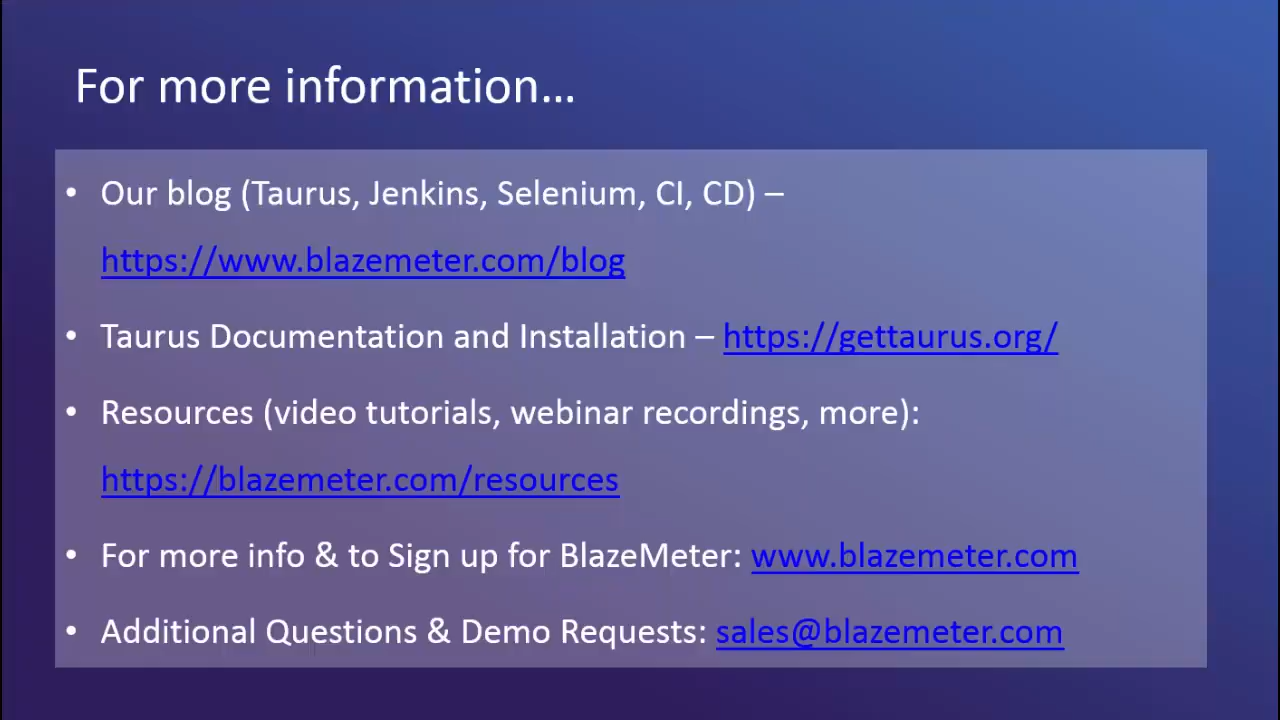 For more information...
• Our blog (Taurus, Jenkins, Selenium, CI, CD) –
https://www.blazemeter.com/blog
• Taurus Documentation and Installation – https://gettaurus.org/
• Resources (video tutorials, webinar recordings, more):
https://blazemeter.com/resources
• For more info & to Sign up for BlazeMeter: www.blazemeter.com
• Additional Questions & Demo Requests: sales@blazemeter.com